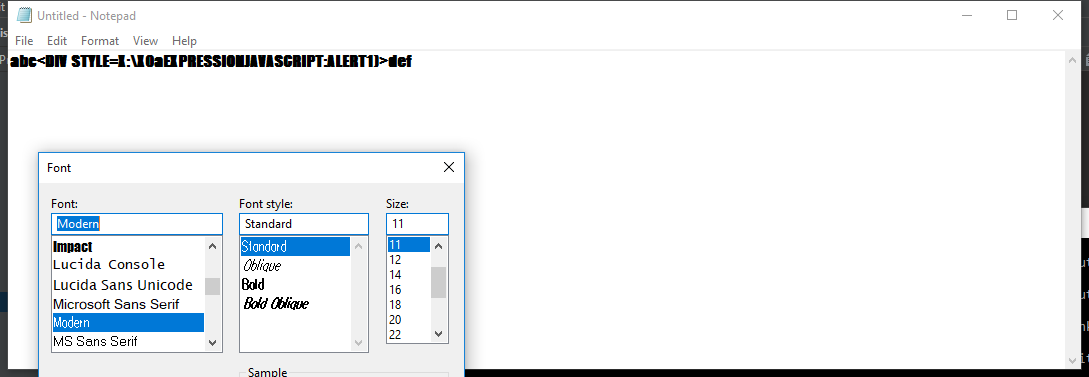 Untitled - Notepad
File Edit Format View Help
abc<DIV STYLE=X:\X0aEXPRESSIONJAVASCRIPT:ALERT1)>def
Font
Font: Font style: Size:
Modern Standard 11
Impact Standard 11
Lucida Console Oblique 12
Lucida Sans Unicode Bold 14
Microsoft Sans Serif Bold Oblique 16
Modern 18
MS Sans Serif 20
22
Sample